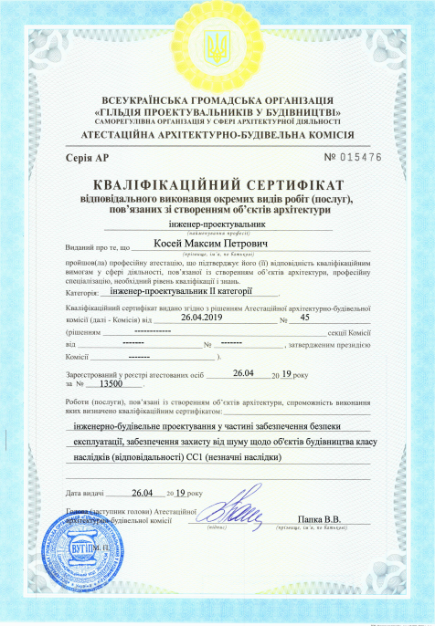 ВСЕУКРАЇНСЬКА ГРОМАДСЬКА ОРГАНІЗАЦІЯ
«ГІЛЬДІЯ ПРОЕКТУВАЛЬНИКІВ У БУДІВНИЦТВІ»
САМОРЕГУЛІВНА ОРГАНІЗАЦІЯ У СФЕРІ АРХІТЕКТУРНОЇ ДІЯЛЬНОСТІ
АТЕСТАЦІЙНА АРХІТЕКТУРНО-БУДІВЕЛЬНА КОМІСІЯ
Серія АР № 015476
КВАЛІФІКАЦІЙНИЙ СЕРТИФІКАТ
відповідального виконавця окремих видів робіт (послуг),
пов'язаних зі створенням об'єктів архітектури
інженер-проектувальник
(найменування професії)
Виданий про те, що Косей Максим Петрович
(прізвище, ім'я, по батькові)
пройшов(ла) професійну атестацію, що підтверджує його (її) відповідність кваліфікаційним
вимогам у сфері діяльності, пов'язаної із створенням об'єктів архітектури, професійну
спеціалізацію, необхідний рівень кваліфікації і знань.
Категорія: інженер-проектувальник II категорії
Кваліфікаційний сертифікат видано згідно з рішенням Атестаційної архітектурно-будівельної
комісії (далі - Комісія) від 26.04.2019 № 45
(рішенням ------------ секції Комісії
від ------- № -------, затвердженим президією
Комісії ------- ).
Зареєстрований у реєстрі атестованих осіб 26.04 2019 року
за № 13500.
Роботи (послуги), пов'язані із створенням об'єктів архітектури, спроможність виконання
яких визначено кваліфікаційним сертифікатом:
інженерно-будівельне проектування у частині забезпечення безпеки
експлуатації, забезпечення захисту від шуму щодо об'єктів будівництва класу
наслідків (відповідальності) СС1 (незначні наслідки)
Дата видачі 26.04 2019 року
Голова (заступник голови) Атестаційної
архітектурно-будівельної комісії Папка В.В.
(підпис) (прізвище, ім'я, по батькові)